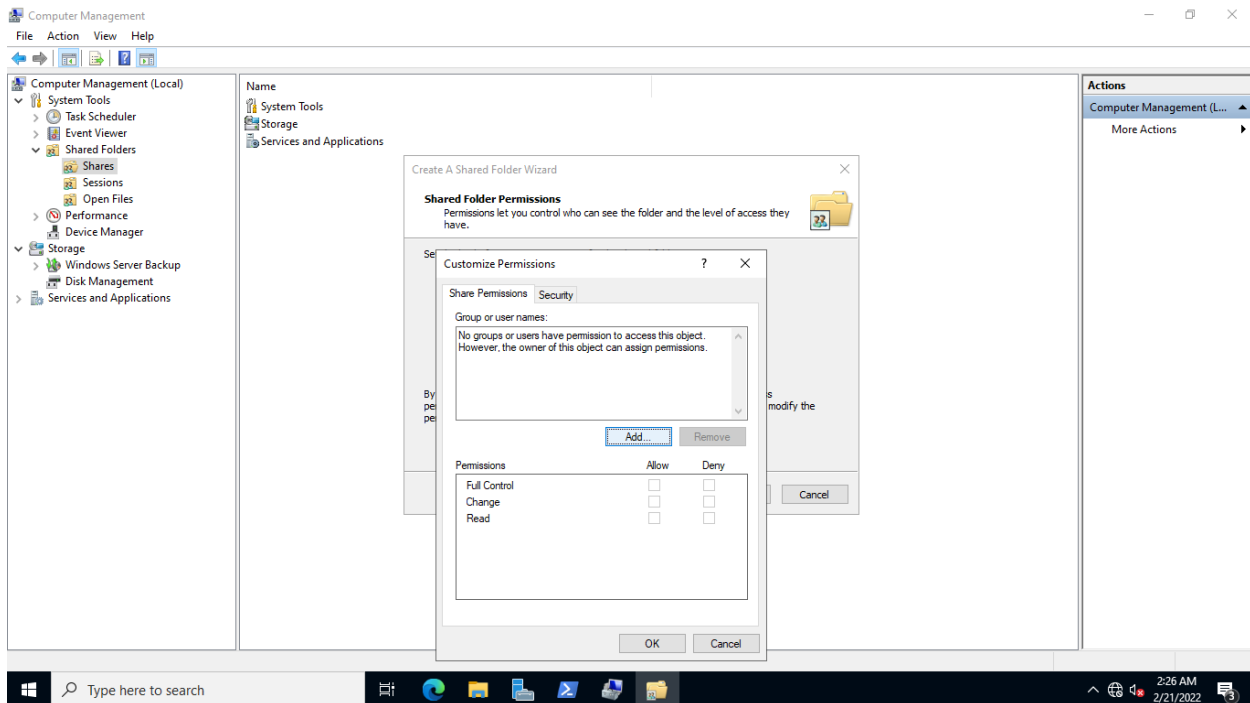 Computer Management
File Action View Help
Computer Management (Local)
System Tools
Task Scheduler
Event Viewer
Shared Folders
Shares
Sessions
Open Files
Performance
Device Manager
Storage
Windows Server Backup
Disk Management
Services and Applications
Name
System Tools
Storage
Services and Applications
Actions
Computer Management (L...
More Actions
Create A Shared Folder Wizard
Shared Folder Permissions
Permissions let you control who can see the folder and the level of access they
have.
Se
By
pe
pe
s
modify the
Cancel
Customize Permissions
?
Share Permissions Security
Group or user names:
No groups or users have permission to access this object.
However, the owner of this object can assign permissions.
Add... Remove
Permissions Allow Deny
Full Control
Change
Read
OK Cancel
Type here to search
2:26 AM
2/21/2022
3